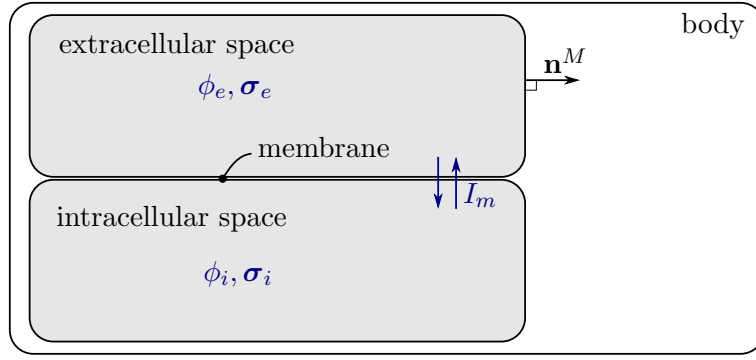 body
extracellular space
𝐧^M
ϕ_e, 𝝈_e
membrane
I_m
intracellular space
ϕ_i, 𝝈_i